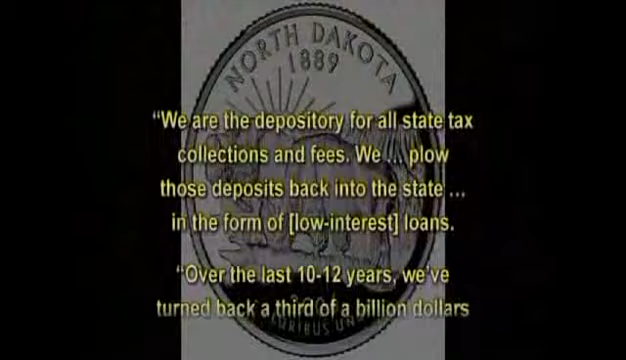 NORTH DAKOTA
1889
“We are the depository for all state tax
collections and fees. We ... plow
those deposits back into the state ...
in the form of [low-interest] loans.
“Over the last 10-12 years, we’ve
turned back a third of a billion dollars
PLURIBUS UNUM